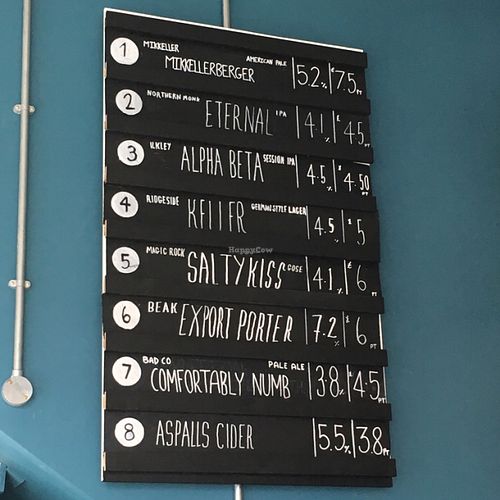 1 MIKKELLER AMERICAN PALE
MIKKELLERBERGER 5.2% £7.5 PT
2 NORTHERN MONK
ETERNAL IPA 4.1% £4.5 PT
3 ILKLEY
ALPHA BETA SESSION IPA 4.5% £4.50 PT
4 RIDGESIDE
KELLER GERMAN STYLE LAGER 4.5% £5
HappyCow
5 MAGIC ROCK
SALTY KISS GOSE 4.1% £6 PT
6 BEAK
EXPORT PORTER 7.2% £6 PT
7 BAD CO PALE ALE
COMFORTABLY NUMB 3.8% £4.5 PT
8 ASPALLS CIDER 5.5% £3.8 PT